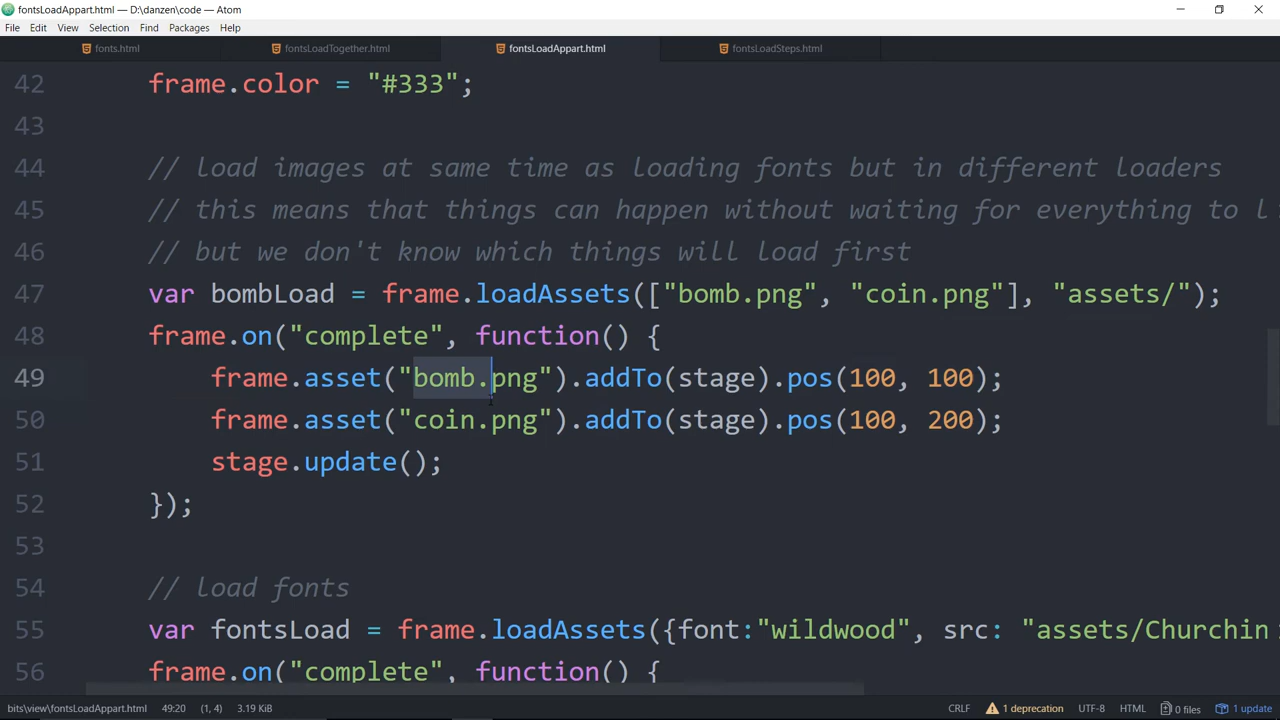 fontsLoadAppart.html — D:\danzen\code — Atom
File Edit View Selection Find Packages Help
fonts.html fontsLoadTogether.html fontsLoadAppart.html fontsLoadSteps.html
42 frame.color = "#333";
43
44 // load images at same time as loading fonts but in different loaders
45 // this means that things can happen without waiting for everything to l
46 // but we don't know which things will load first
47 var bombLoad = frame.loadAssets(["bomb.png", "coin.png"], "assets/");
48 frame.on("complete", function() {
49 frame.asset("bomb.png").addTo(stage).pos(100, 100);
50 frame.asset("coin.png").addTo(stage).pos(100, 200);
51 stage.update();
52 });
53
54 // load fonts
55 var fontsLoad = frame.loadAssets({font:"wildwood", src: "assets/Churchin
56 frame.on("complete", function() {
bits\view\fontsLoadAppart.html 49:20 (1, 4) 3.19 KiB CRLF 1 deprecation UTF-8 HTML 0 files 1 update